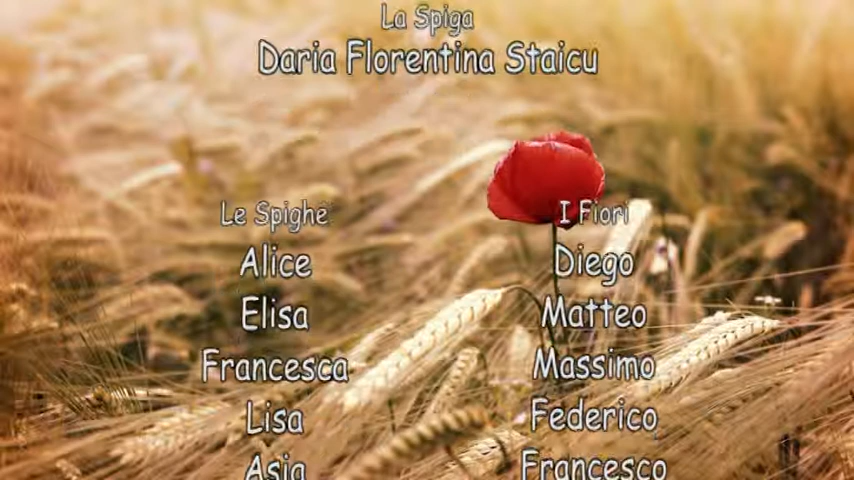 La Spiga
Daria Florentina Staicu
Le Spighe
Alice
Elisa
Francesca
Lisa
Asia
I Fiori
Diego
Matteo
Massimo
Federico
Francesco